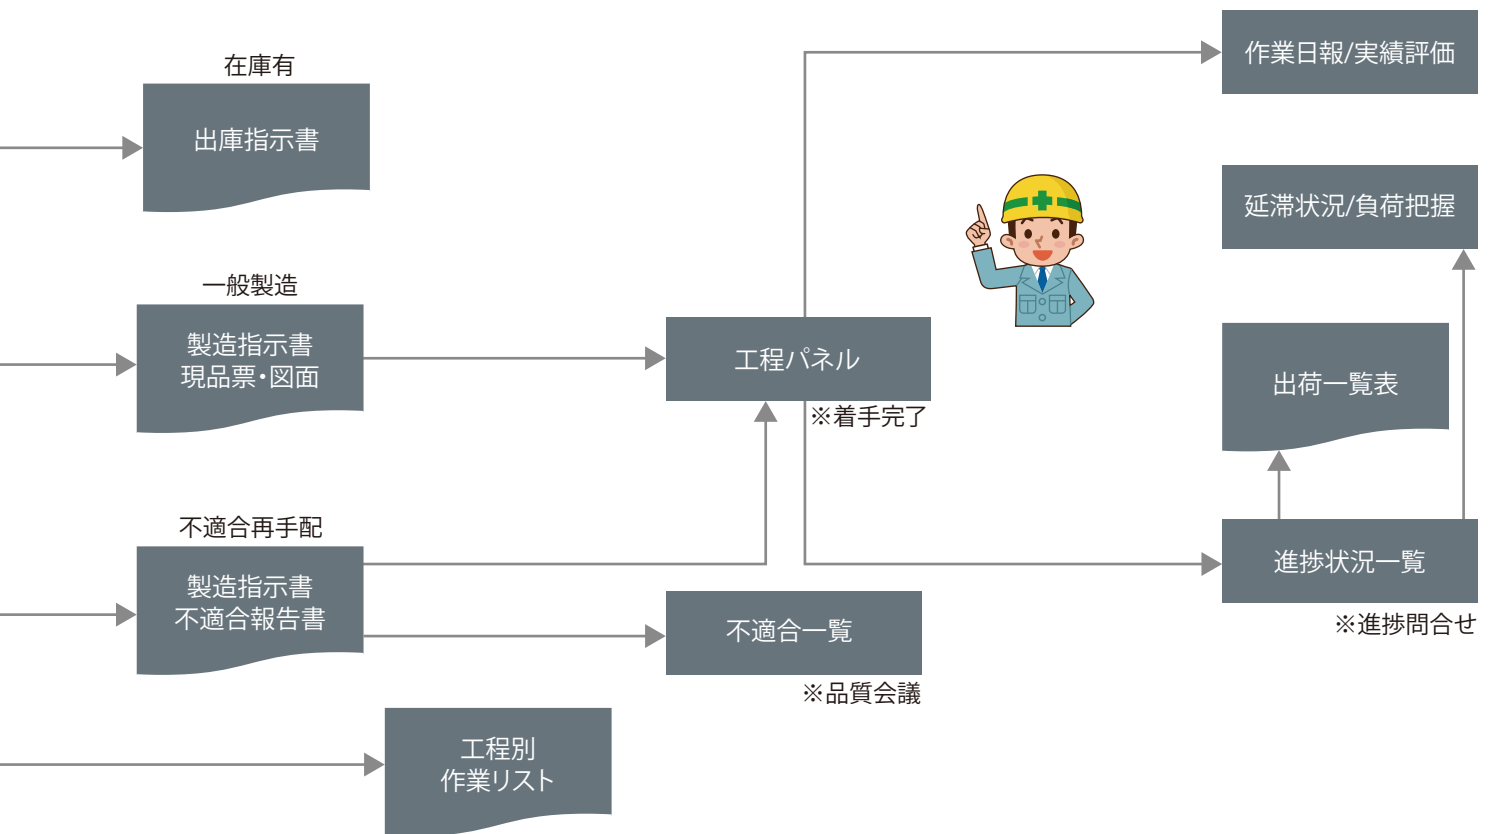 在庫有
出庫指示書
一般製造
製造指示書
現品票・図面
不適合再手配
製造指示書
不適合報告書
工程別
作業リスト
工程パネル
※着手完了
不適合一覧
※品質会議
作業日報/実績評価
延滞状況/負荷把握
出荷一覧表
進捗状況一覧
※進捗問合せ